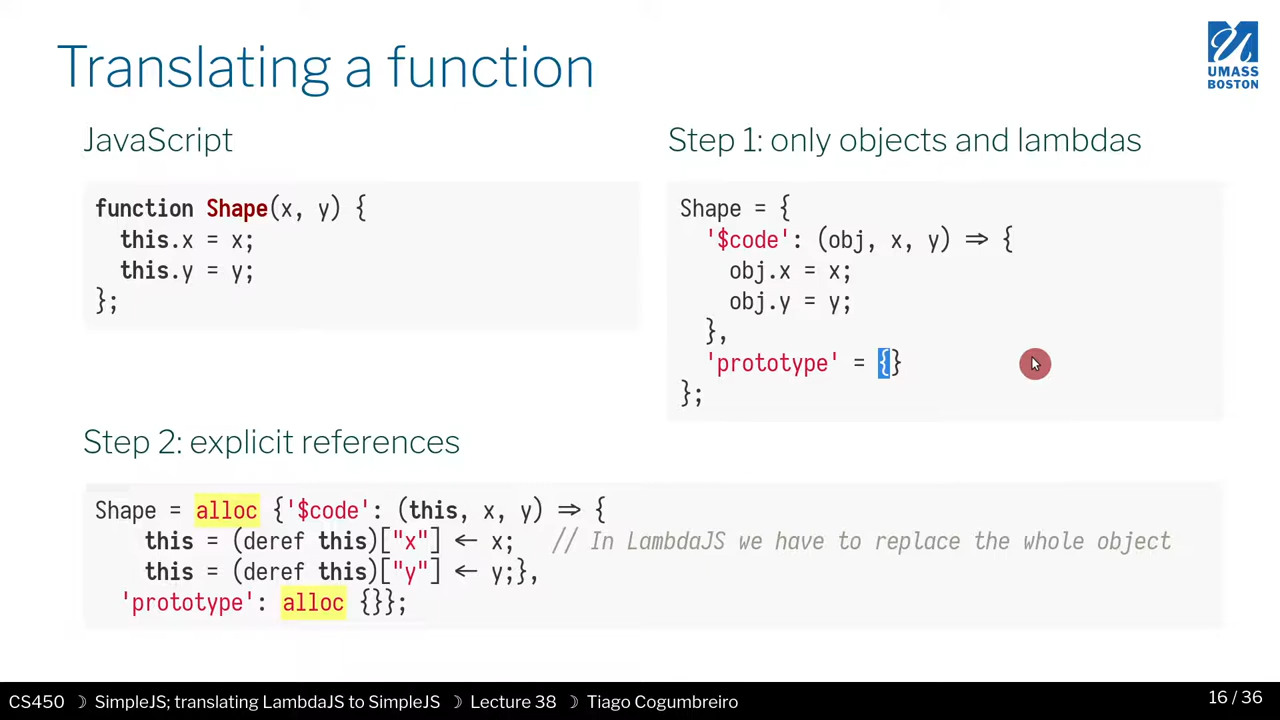 Translating a function
UMASS
BOSTON
JavaScript
function Shape(x, y) {
  this.x = x;
  this.y = y;
};
Step 1: only objects and lambdas
Shape = {
  '$code': (obj, x, y) ⇒ {
    obj.x = x;
    obj.y = y;
  },
  'prototype' = {}
};
Step 2: explicit references
Shape = alloc {'$code': (this, x, y) ⇒ {
    this = (deref this)["x"] ← x;   // In LambdaJS we have to replace the whole object
    this = (deref this)["y"] ← y;},
  'prototype': alloc {}};
CS450 ☽ SimpleJS; translating LambdaJS to SimpleJS ☽ Lecture 38 ☽ Tiago Cogumbreiro
16 / 36